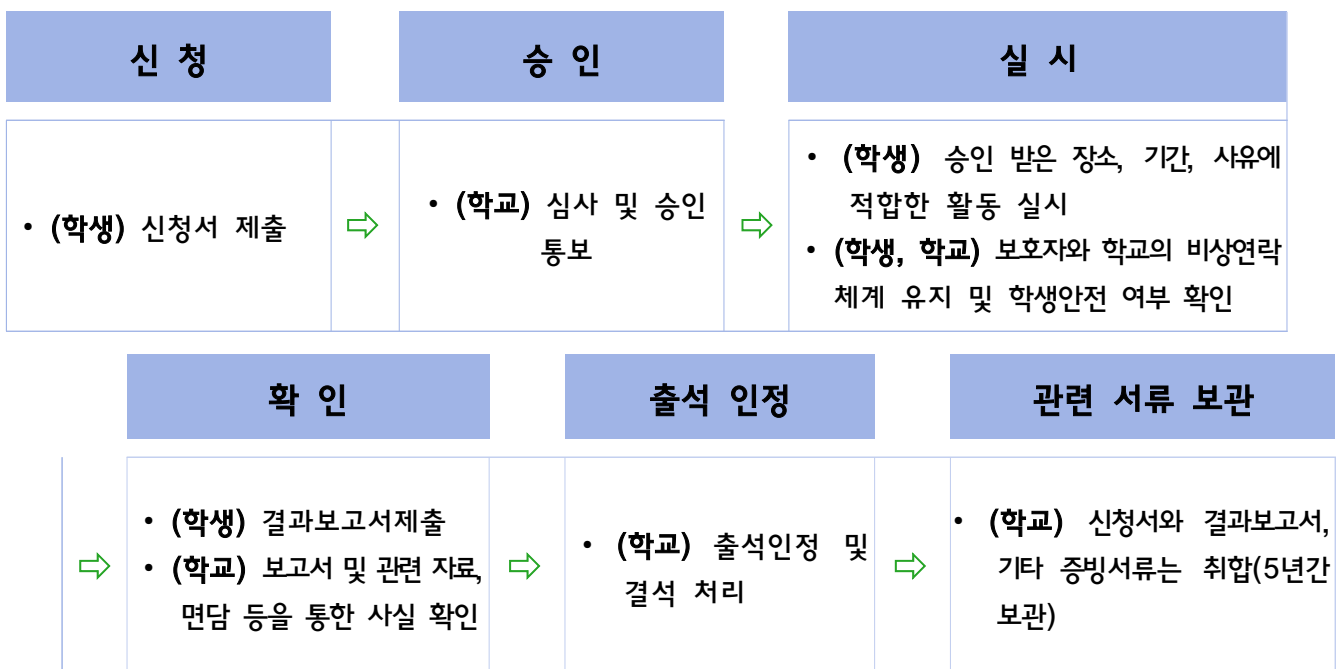 신 청
승 인
실 시
• (학생) 신청서 제출
⇨
• (학교) 심사 및 승인
통보
⇨
• (학생) 승인 받은 장소, 기간, 사유에
적합한 활동 실시
• (학생, 학교) 보호자와 학교의 비상연락
체계 유지 및 학생안전 여부 확인
확 인
출석 인정
관련 서류 보관
⇨
• (학생) 결과보고서제출
• (학교) 보고서 및 관련 자료,
면담 등을 통한 사실 확인
⇨
• (학교) 출석인정 및
결석 처리
⇨
• (학교) 신청서와 결과보고서,
기타 증빙서류는 취합(5년간
보관)